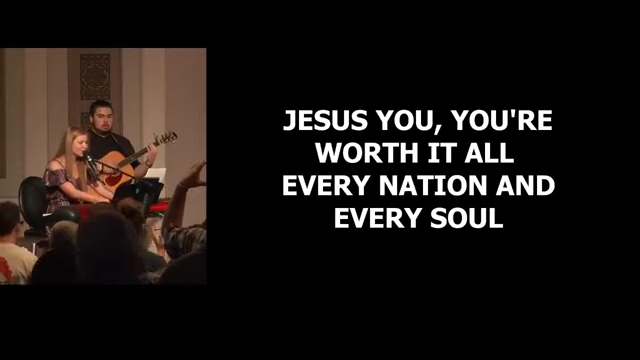 JESUS YOU, YOU'RE
WORTH IT ALL
EVERY NATION AND
EVERY SOUL